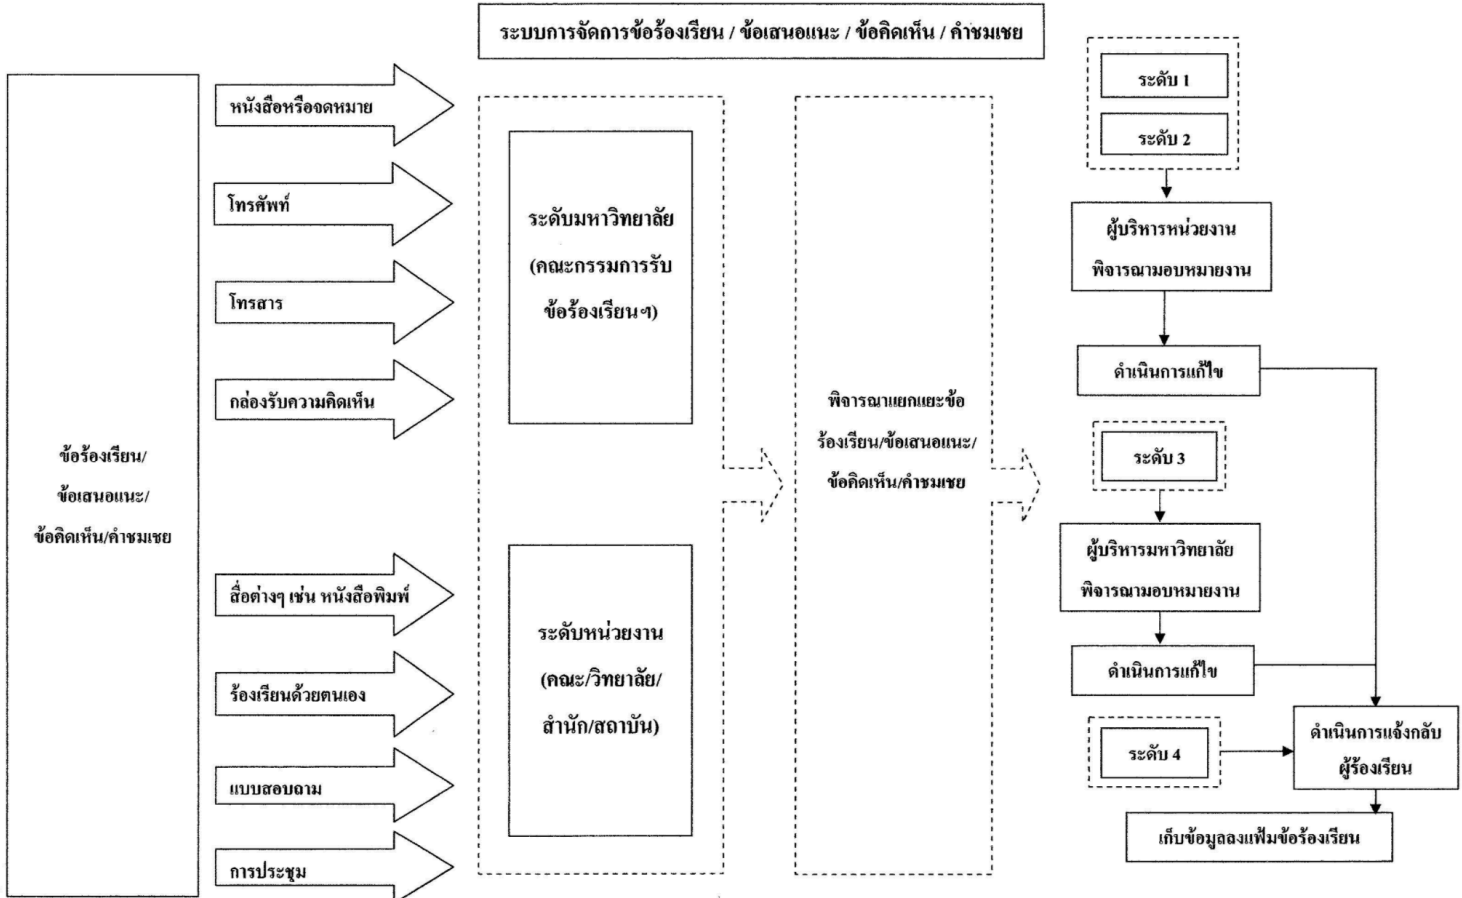 ระบบการจัดการข้อร้องเรียน / ข้อเสนอแนะ / ข้อคิดเห็น / คำชมเชย
ข้อร้องเรียน/
ข้อเสนอแนะ/
ข้อคิดเห็น/คำชมเชย
หนังสือหรือจดหมาย
โทรศัพท์
โทรสาร
กล่องรับความคิดเห็น
สื่อต่างๆ เช่น หนังสือพิมพ์
ร้องเรียนด้วยตนเอง
แบบสอบถาม
การประชุม
ระดับมหาวิทยาลัย
(คณะกรรมการรับ
ข้อร้องเรียนฯ)
ระดับหน่วยงาน
(คณะ/วิทยาลัย/
สำนัก/สถาบัน)
พิจารณาแยกแยะข้อ
ร้องเรียน/ข้อเสนอแนะ/
ข้อคิดเห็น/คำชมเชย
ระดับ 1
ระดับ 2
ผู้บริหารหน่วยงาน
พิจารณามอบหมายงาน
ดำเนินการแก้ไข
ระดับ 3
ผู้บริหารมหาวิทยาลัย
พิจารณามอบหมายงาน
ดำเนินการแก้ไข
ระดับ 4
ดำเนินการแจ้งกลับ
ผู้ร้องเรียน
เก็บข้อมูลลงแฟ้มข้อร้องเรียน